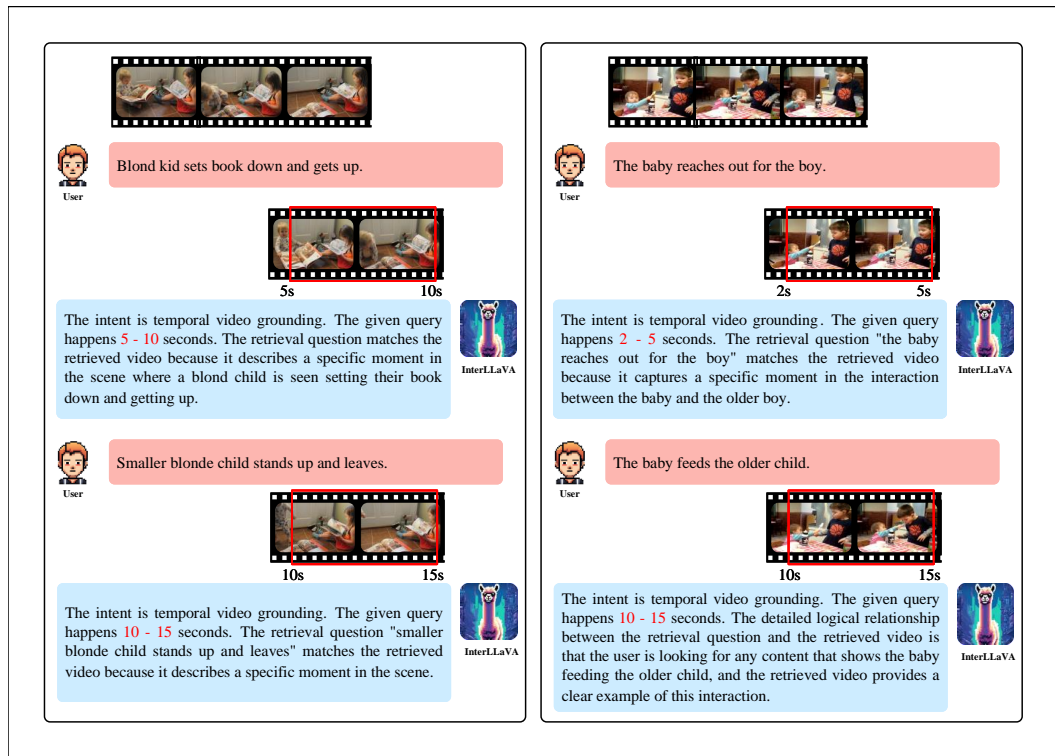 Blond kid sets book down and gets up.
User
5s 10s
The intent is temporal video grounding. The given query
happens 5 - 10 seconds. The retrieval question matches the
retrieved video because it describes a specific moment in
the scene where a blond child is seen setting their book
down and getting up.
InterLLaVA
Smaller blonde child stands up and leaves.
User
10s 15s
The intent is temporal video grounding. The given query
happens 10 - 15 seconds. The retrieval question "smaller
blonde child stands up and leaves" matches the retrieved
video because it describes a specific moment in the scene.
InterLLaVA
The baby reaches out for the boy.
User
2s 5s
The intent is temporal video grounding. The given query
happens 2 - 5 seconds. The retrieval question "the baby
reaches out for the boy" matches the retrieved video
because it captures a specific moment in the interaction
between the baby and the older boy.
InterLLaVA
The baby feeds the older child.
User
10s 15s
The intent is temporal video grounding. The given query
happens 10 - 15 seconds. The detailed logical relationship
between the retrieval question and the retrieved video is
that the user is looking for any content that shows the baby
feeding the older child, and the retrieved video provides a
clear example of this interaction.
InterLLaVA